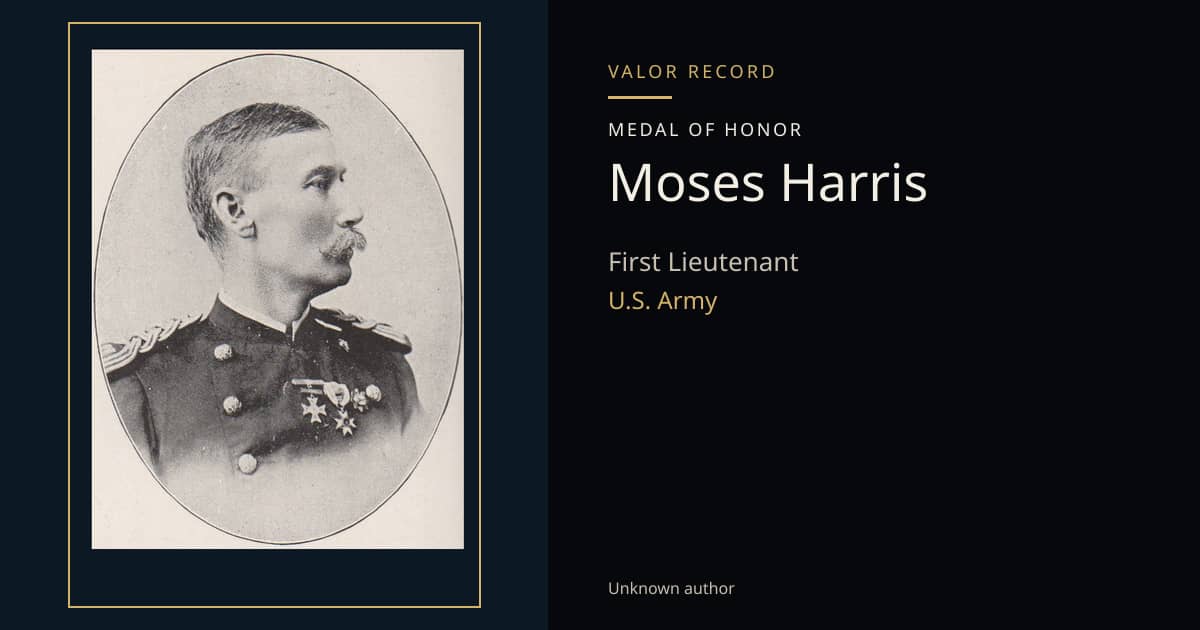 VALOR RECORD
MEDAL OF HONOR
Moses Harris
First Lieutenant
U.S. Army
Unknown author